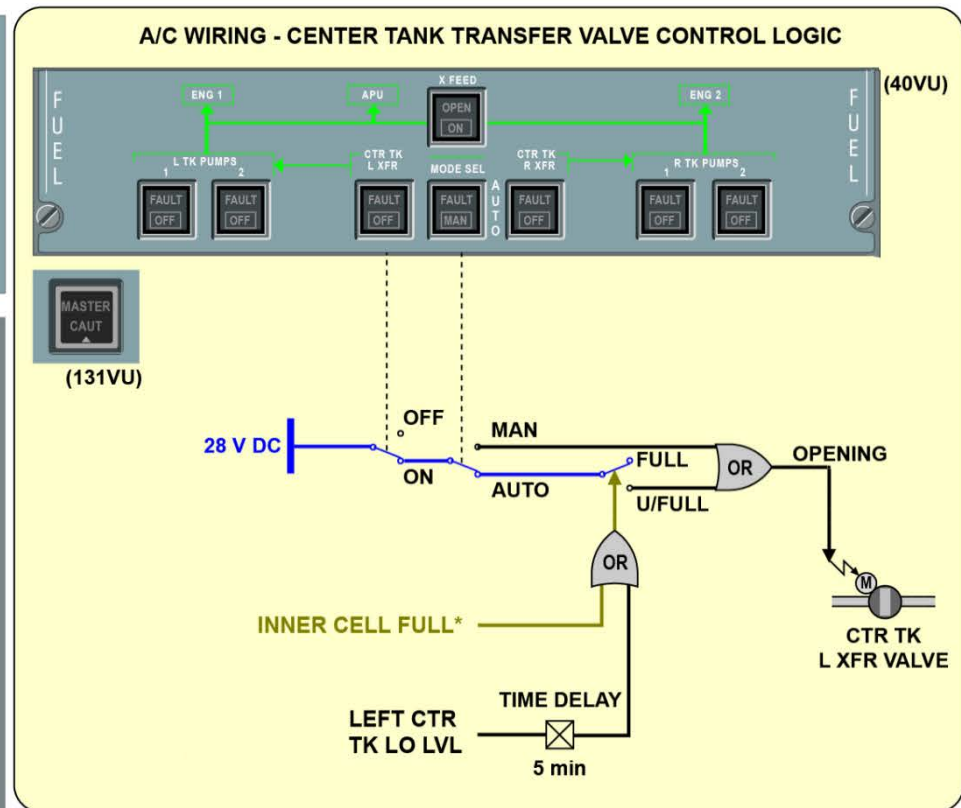 A/C WIRING - CENTER TANK TRANSFER VALVE CONTROL LOGIC
(40VU)
FUEL
ENG 1
APU
X FEED
OPEN
ON
ENG 2
FUEL
L TK PUMPS
1
2
CTR TK
L XFR
MODE SEL
AUTO
CTR TK
R XFR
R TK PUMPS
1
2
FAULT
OFF
FAULT
OFF
FAULT
OFF
FAULT
MAN
FAULT
OFF
FAULT
OFF
FAULT
OFF
MASTER
CAUT
(131VU)
28 V DC
OFF
ON
MAN
AUTO
FULL
U/FULL
OR
OPENING
OR
M
CTR TK
L XFR VALVE
INNER CELL FULL*
LEFT CTR
TK LO LVL
TIME DELAY
5 min